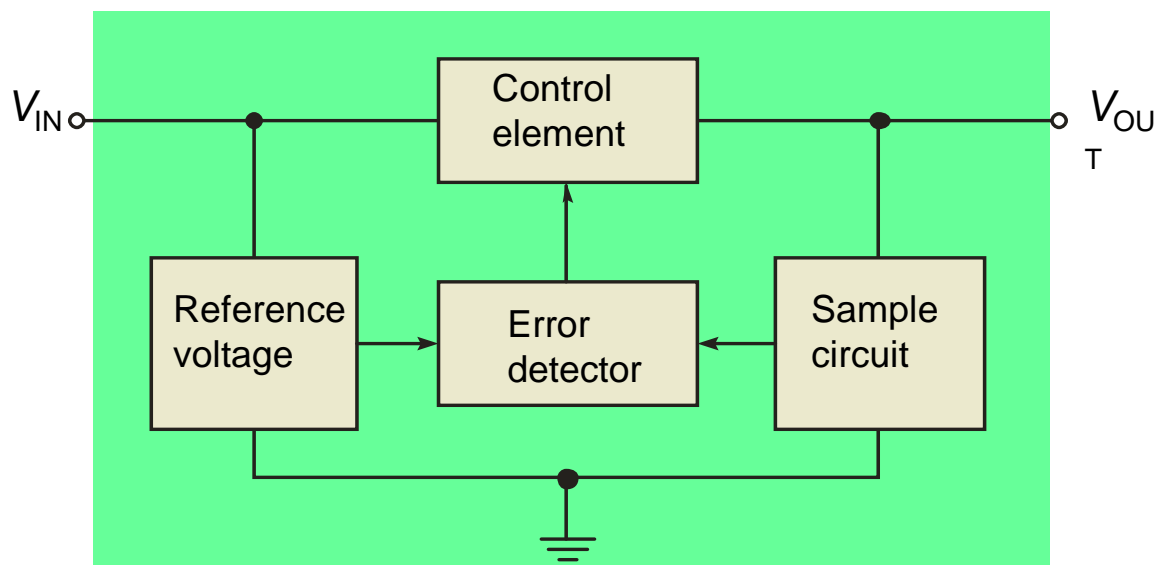 VIN
Control
element
VOU
T
Reference
voltage
Error
detector
Sample
circuit